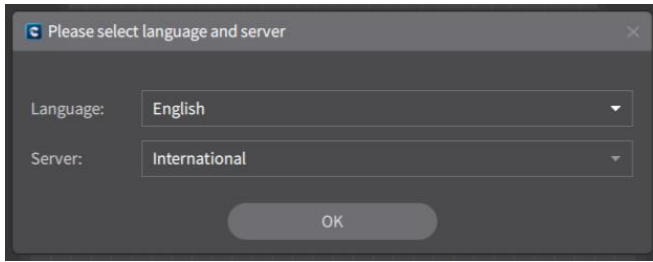 Please select language and server
Language: English
Server: International
OK